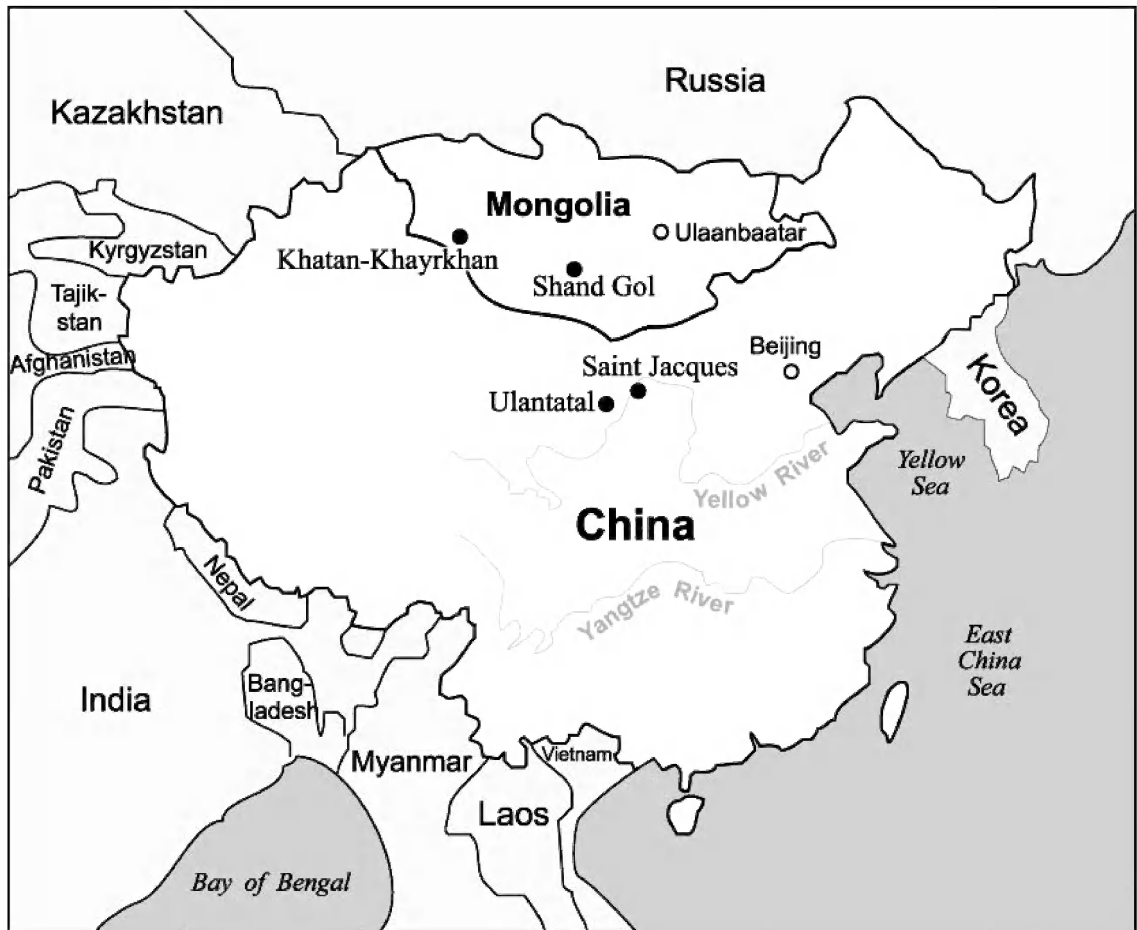 Russia
Kazakhstan
Mongolia
Ulaanbaatar
Kyrgyzstan
Khatan-Khayrkhan
Shand Gol
Tajik-
stan
Afghanistan
Beijing
Saint Jacques
Ulantatal
Korea
Pakistan
Yellow
Sea
Yellow River
China
Nepal
Yangtze River
East
China
Sea
India
Bang-
ladesh
Myanmar
Vietnam
Laos
Bay of Bengal